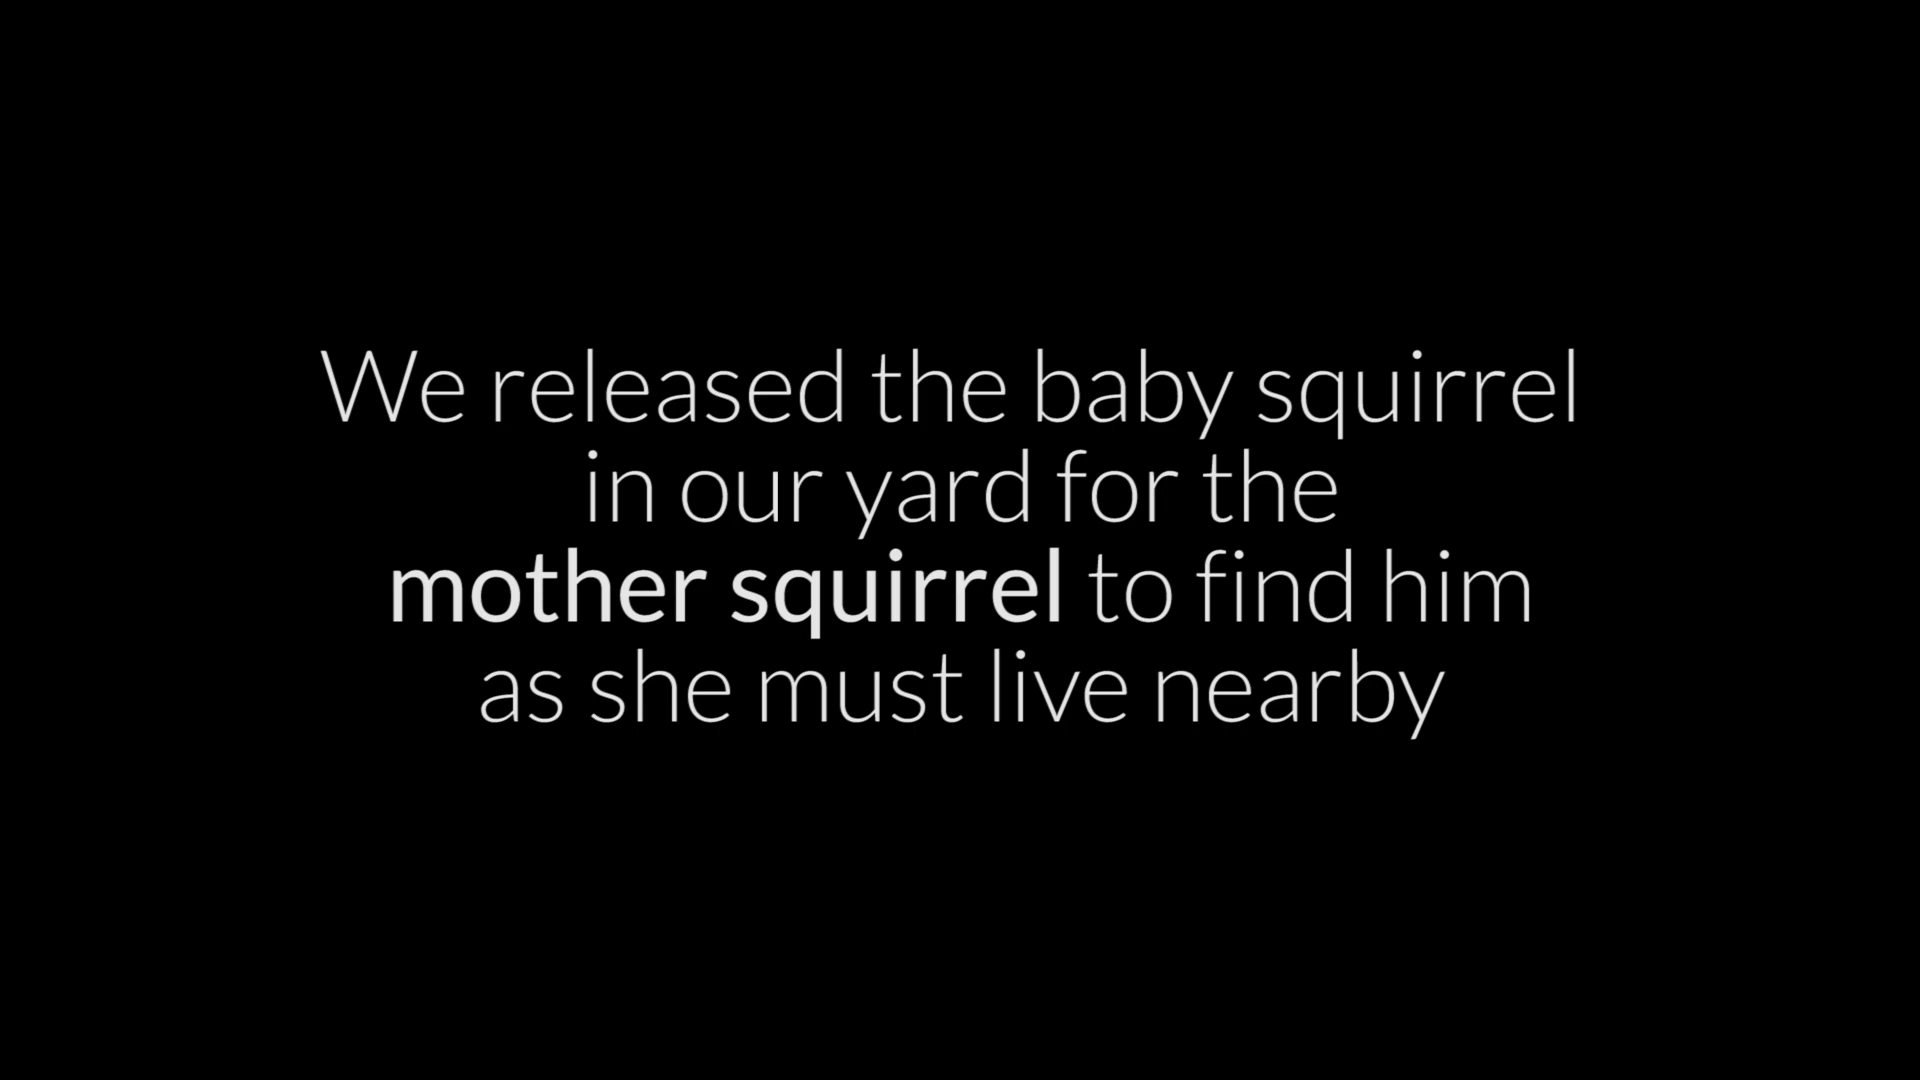 We released the baby squirrel
in our yard for the
mother squirrel to find him
as she must live nearby